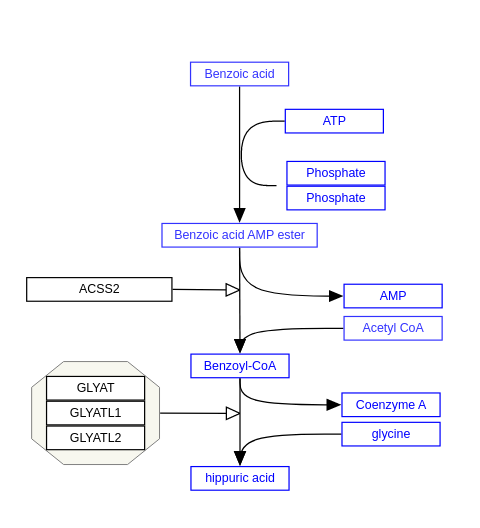 Benzoic acid
ATP
Phosphate
Phosphate
Benzoic acid AMP ester
ACSS2
AMP
Acetyl CoA
Benzoyl-CoA
GLYAT
GLYATL1
GLYATL2
Coenzyme A
glycine
hippuric acid